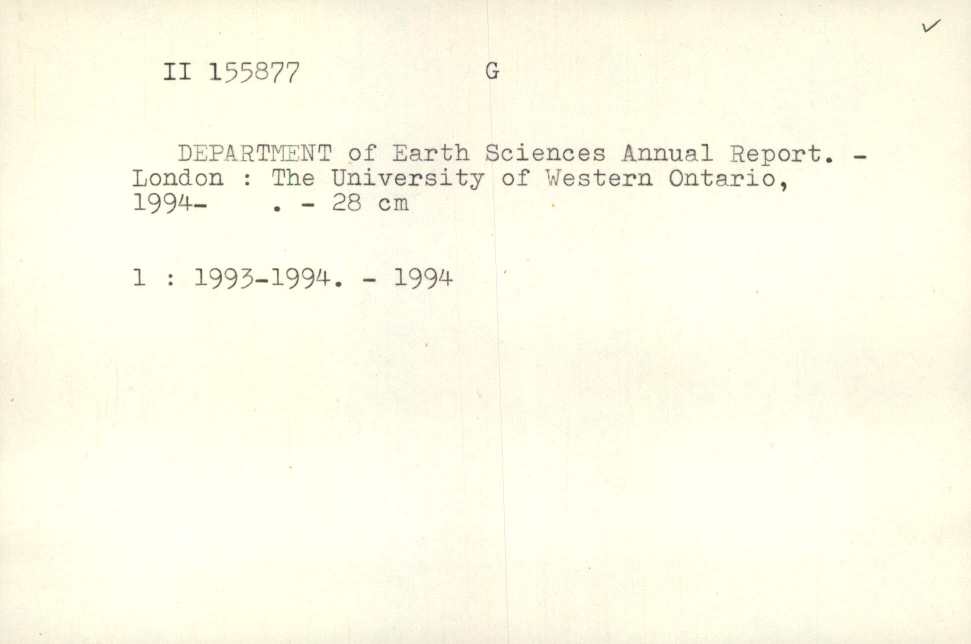 II 155877 G
DEPARTMENT of Earth Sciences Annual Report. -
London : The University of Western Ontario,
1994- . - 28 cm
1 : 1993-1994. - 1994